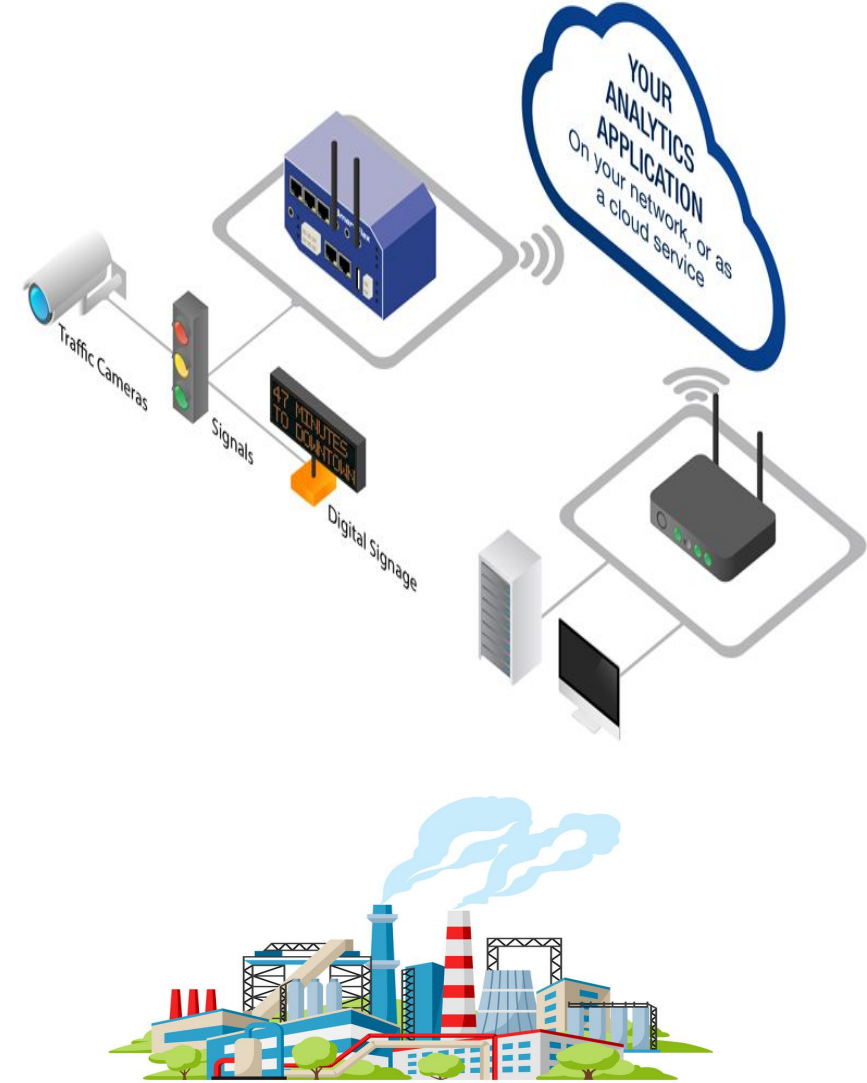 YOUR
ANALYTICS
APPLICATION
On your network, or as
a cloud service
Traffic Cameras
Signals
47 MINUTES
TO DOWNTOWN
Digital Signage